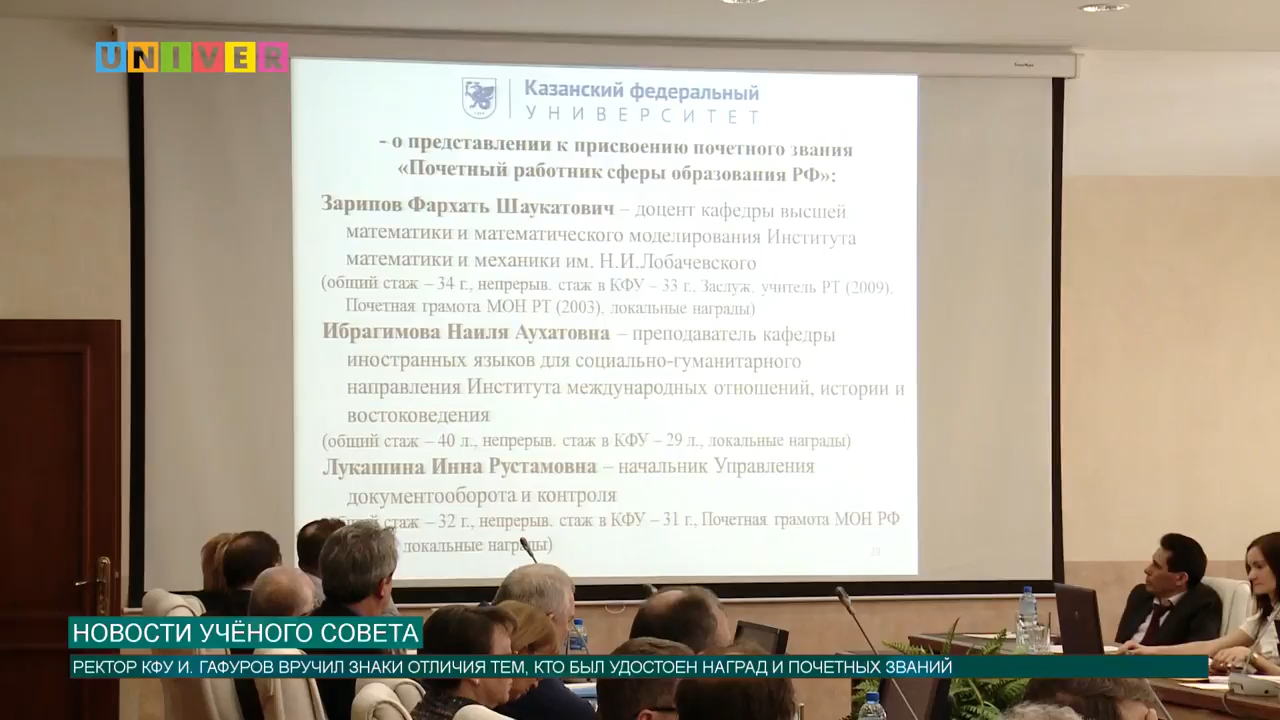 UNIVER
Казанский федеральный
УНИВЕРСИТЕТ
- о представлении к присвоению почетного звания
«Почетный работник сферы образования РФ»:
Зарипов Фархать Шаукатович – доцент кафедры высшей
математики и математического моделирования Института
математики и механики им. Н.И.Лобачевского
(общий стаж – 34 г., непрерыв. стаж в КФУ – 33 г., Заслуж. учитель РТ (2009),
Почетная грамота МОН РТ (2003), локальные награды)
Ибрагимова Наиля Аухатовна – преподаватель кафедры
иностранных языков для социально-гуманитарного
направления Института международных отношений, истории и
востоковедения
(общий стаж – 40 л., непрерыв. стаж в КФУ – 29 л., локальные награды)
Лукашина Инна Рустамовна – начальник Управления
документооборота и контроля
стаж – 32 г., непрерыв. стаж в КФУ – 31 г., Почетная грамота МОН РФ
локальные награды)
НОВОСТИ УЧЁНОГО СОВЕТА
РЕКТОР КФУ И. ГАФУРОВ ВРУЧИЛ ЗНАКИ ОТЛИЧИЯ ТЕМ, КТО БЫЛ УДОСТОЕН НАГРАД И ПОЧЕТНЫХ ЗВАНИЙ